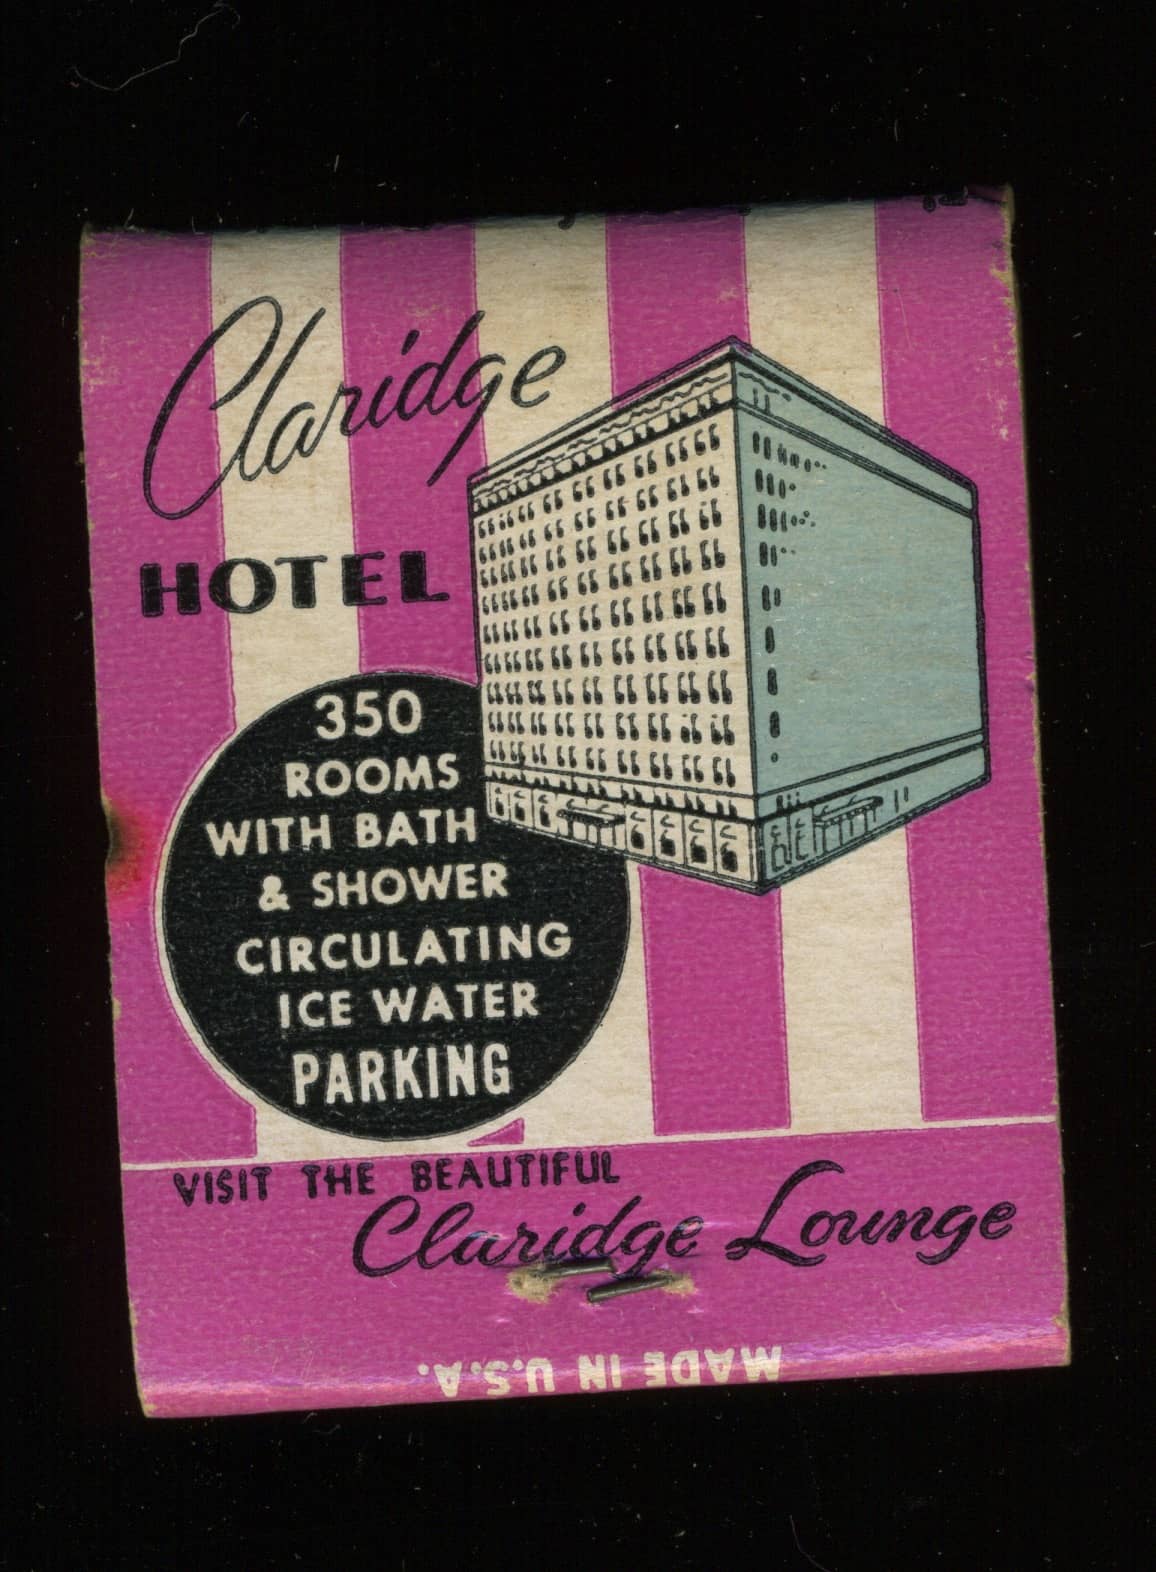 Claridge
HOTEL
350
ROOMS
WITH BATH
& SHOWER
CIRCULATING
ICE WATER
PARKING
VISIT THE BEAUTIFUL
Claridge Lounge
MADE IN U.S.A.